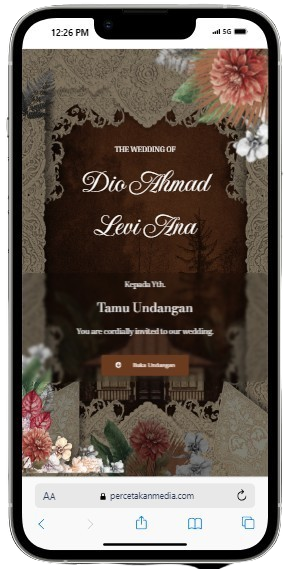 12:26 PM
5G
THE WEDDING OF
Dio Ahmad
Levi Ana
Kepada Yth.
Tamu Undangan
You are cordially invited to our wedding.
Buka Undangan
AA
percetakanmedia.com